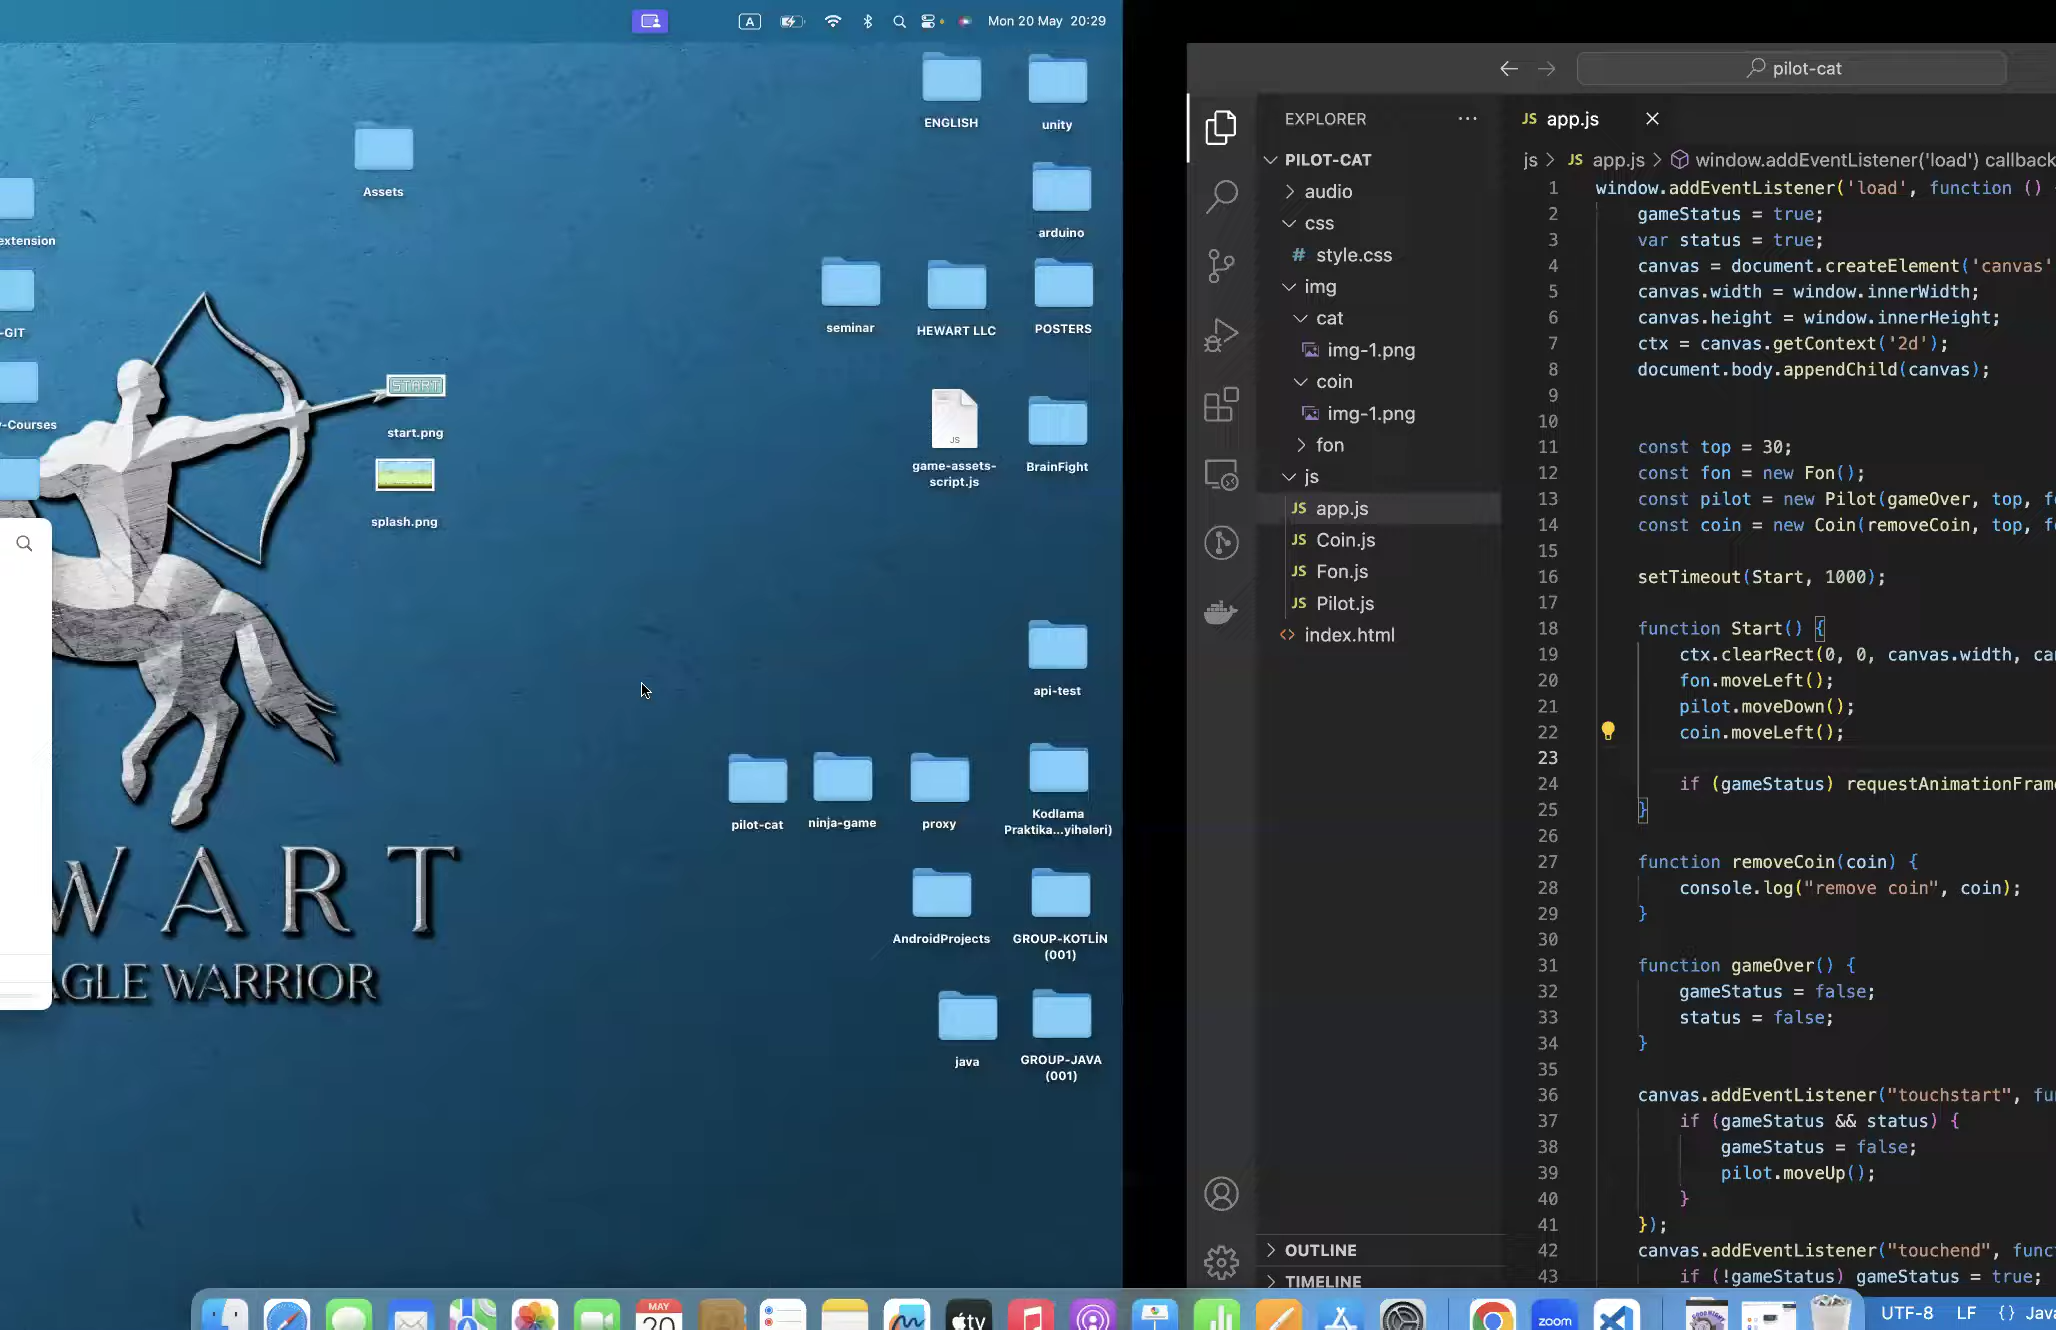 A
Mon 20 May 20:29
ENGLISH
unity
Assets
arduino
extension
seminar
HEWART LLC
POSTERS
-GIT
START
start.png
-Courses
JS
game-assets-
script.js
BrainFight
splash.png
api-test
pilot-cat
ninja-game
proxy
Kodlama
Praktika...yihələri)
WART
AGLE WARRIOR
AndroidProjects
GROUP-KOTLİN
(001)
java
GROUP-JAVA
(001)
MAY
20
tv
zoom
pilot-cat
EXPLORER
PILOT-CAT
audio
css
# style.css
img
cat
img-1.png
coin
img-1.png
fon
js
JS app.js
JS Coin.js
JS Fon.js
JS Pilot.js
<> index.html
OUTLINE
TIMELINE
JS app.js
js > JS app.js > window.addEventListener('load') callback
1 window.addEventListener('load', function ()
2 gameStatus = true;
3 var status = true;
4 canvas = document.createElement('canvas'
5 canvas.width = window.innerWidth;
6 canvas.height = window.innerHeight;
7 ctx = canvas.getContext('2d');
8 document.body.appendChild(canvas);
9
10
11 const top = 30;
12 const fon = new Fon();
13 const pilot = new Pilot(gameOver, top, f
14 const coin = new Coin(removeCoin, top, f
15
16 setTimeout(Start, 1000);
17
18 function Start() {
19 ctx.clearRect(0, 0, canvas.width, ca
20 fon.moveLeft();
21 pilot.moveDown();
22 coin.moveLeft();
23
24 if (gameStatus) requestAnimationFram
25 }
26
27 function removeCoin(coin) {
28 console.log("remove coin", coin);
29 }
30
31 function gameOver() {
32 gameStatus = false;
33 status = false;
34 }
35
36 canvas.addEventListener("touchstart", fu
37 if (gameStatus && status) {
38 gameStatus = false;
39 pilot.moveUp();
40 }
41 });
42 canvas.addEventListener("touchend", func
43 if (!gameStatus) gameStatus = true;
UTF-8 LF {} Java